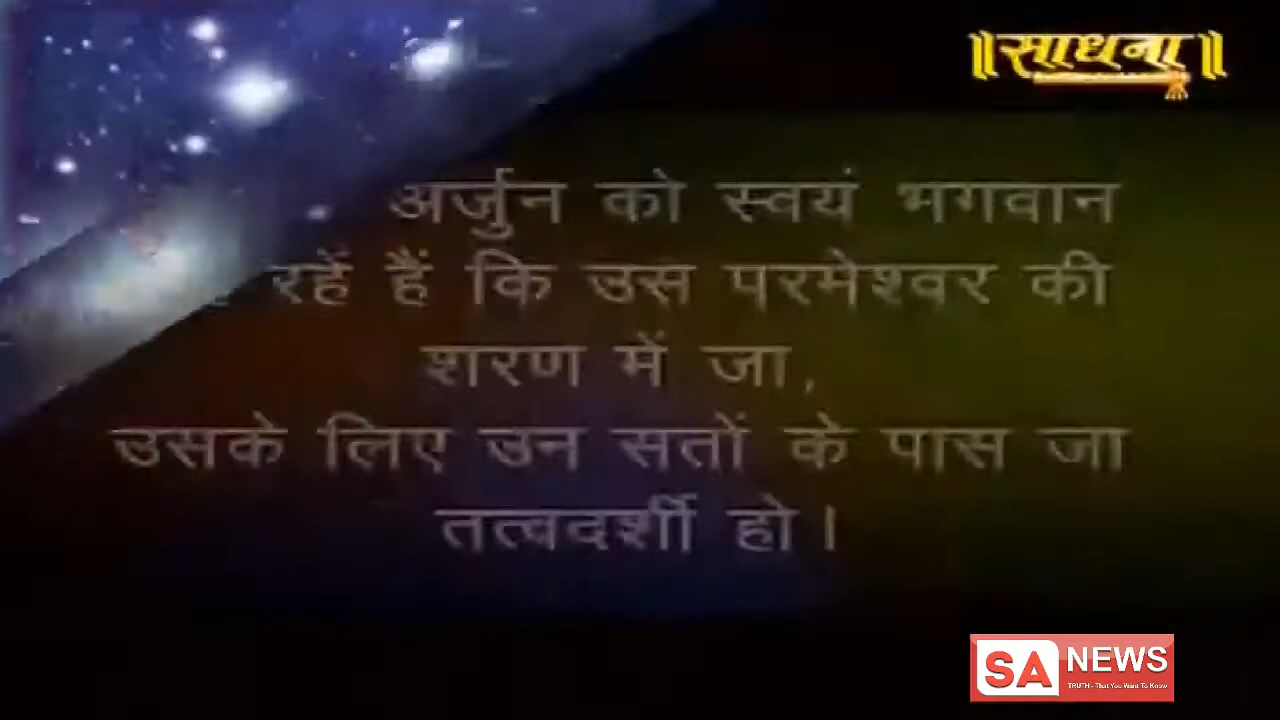 ॥साधना॥
अर्जुन को स्वयं भगवान
रहें हैं कि उस परमेश्वर की
शरण में जा,
उसके लिए उन सतों के पास जा
तत्वदर्शी हो।
SA NEWS
TRUTH - That You Want To Know